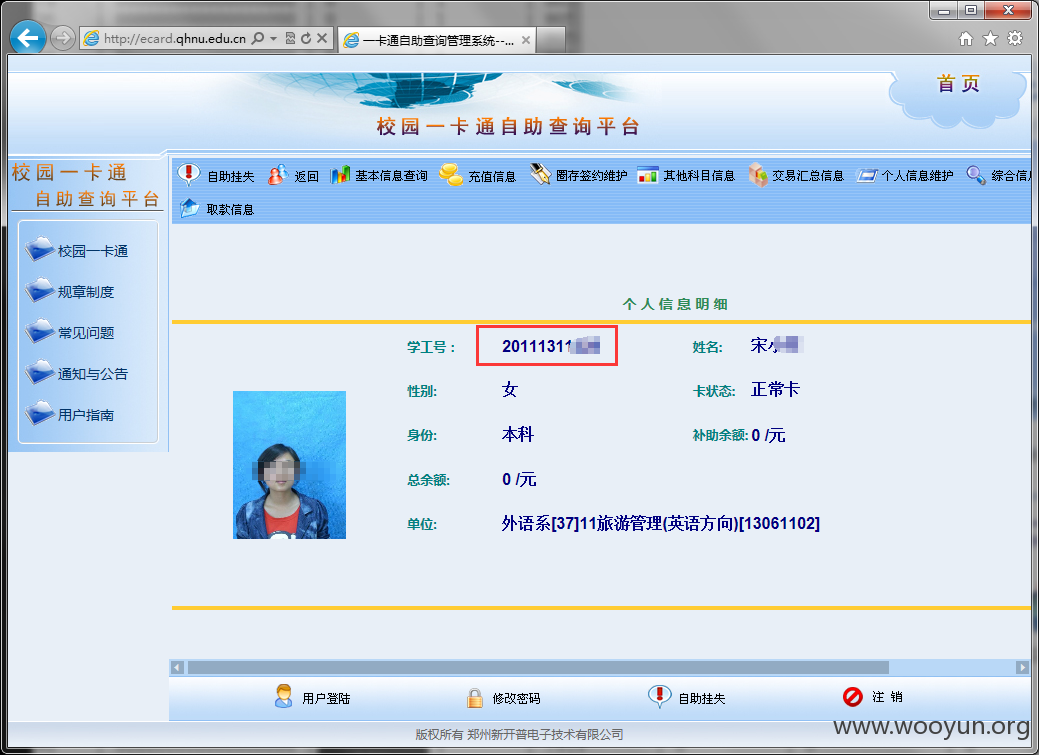 http://ecard.qhnu.edu.cn
一卡通自助查询管理系统--...
首页
校园一卡通自助查询平台
校园一卡通
自助查询平台
自助挂失 返回 基本信息查询 充值信息 圈存签约维护 其他科目信息 交易汇总信息 个人信息维护 综合信
取款信息
校园一卡通
规章制度
常见问题
通知与公告
用户指南
个人信息明细
学工号: 20111311
姓名: 宋小
性别: 女
卡状态: 正常卡
身份: 本科
补助余额: 0 /元
总余额: 0 /元
单位: 外语系[37]11旅游管理(英语方向)[13061102]
用户登陆 修改密码 自助挂失 注 销
版权所有 郑州新开普电子技术有限公司
www.wooyun.org